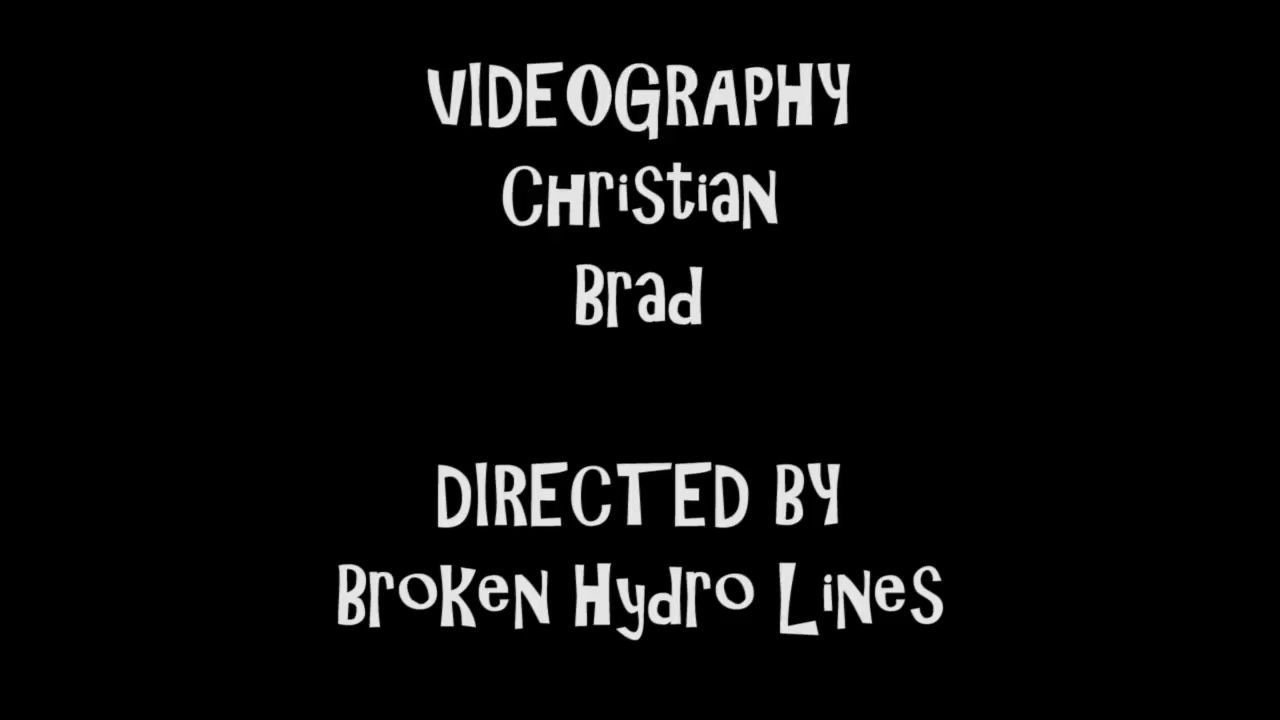 VIDEOGRAPHY
Christian
Brad
DIRECTED BY
Broken Hydro Lines